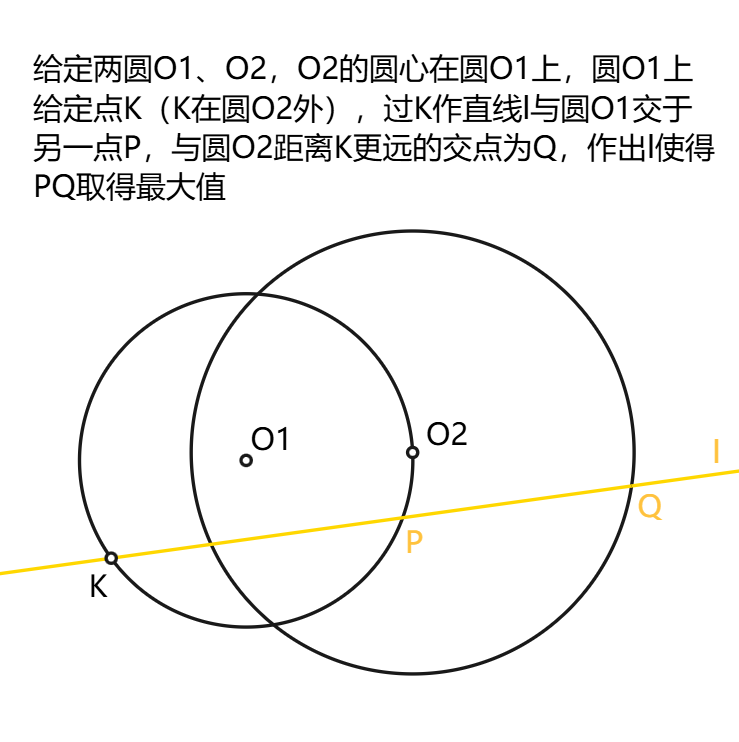 给定两圆O1、O2，O2的圆心在圆O1上，圆O1上
给定点K（K在圆O2外），过K作直线l与圆O1交于
另一点P，与圆O2距离K更远的交点为Q，作出l使得
PQ取得最大值
O1
O2
l
Q
P
K